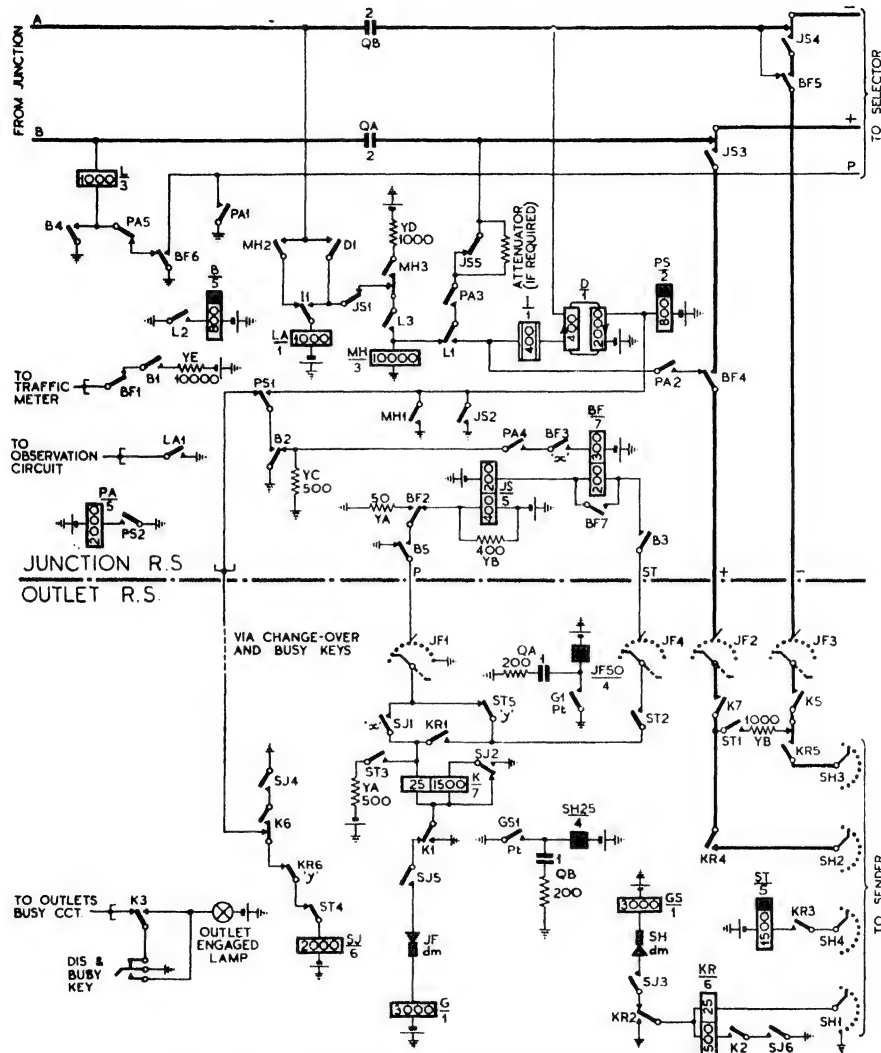 FROM JUNCTION
A
2
QB
JS4
BF5
TO SELECTOR
−
B
QA
2
+
JS3
P
L
3
1000
B4
PA5
BF6
PA1
MH2
D1
YD
1000
MH3
JS5
ATTENUATOR
(IF REQUIRED)
I
1
400
D
1
400
200
PS
2
800
B
5
800
L2
I1
JS1
L3
PA3
L1
LA
1
1000
MH
3
10000
PA2
BF4
TO
TRAFFIC
METER
BF1
B1
YE
10000
PS1
MH1
JS2
TO
OBSERVATION
CIRCUIT
LA1
B2
YC
500
PA4
BF3
'x'
BF
7
300
200
BF7
PA
5
200
PS2
50
YA
BF2
200
400
JS
5
400
YB
B5
B3
JUNCTION R.S
P
ST
+
−
OUTLET R.S.
VIA CHANGE-OVER
AND BUSY KEYS
JF1
QA
200
1
JF50
4
G1
Pt
JF4
JF2
JF3
'x'
SJ1
KR1
ST5
'y'
ST2
K7
K5
ST1
1000
YB
KR5
SH3
SJ4
ST3
YA
500
25
1500
K
7
SJ2
K6
K1
GS1
Pt
SH25
4
1
QB
200
KR4
SH2
KR6
'y'
SJ5
ST4
TO OUTLETS
BUSY CCT.
K3
OUTLET
ENGAGED
LAMP
DIS &
BUSY
KEY
2000
SJ
6
JF
dm
3000
G
1
3000
GS
1
SH
dm
SJ3
KR2
ST
5
1500
KR3
SH4
KR
6
25
500
K2
SJ6
SH1
TO SENDER